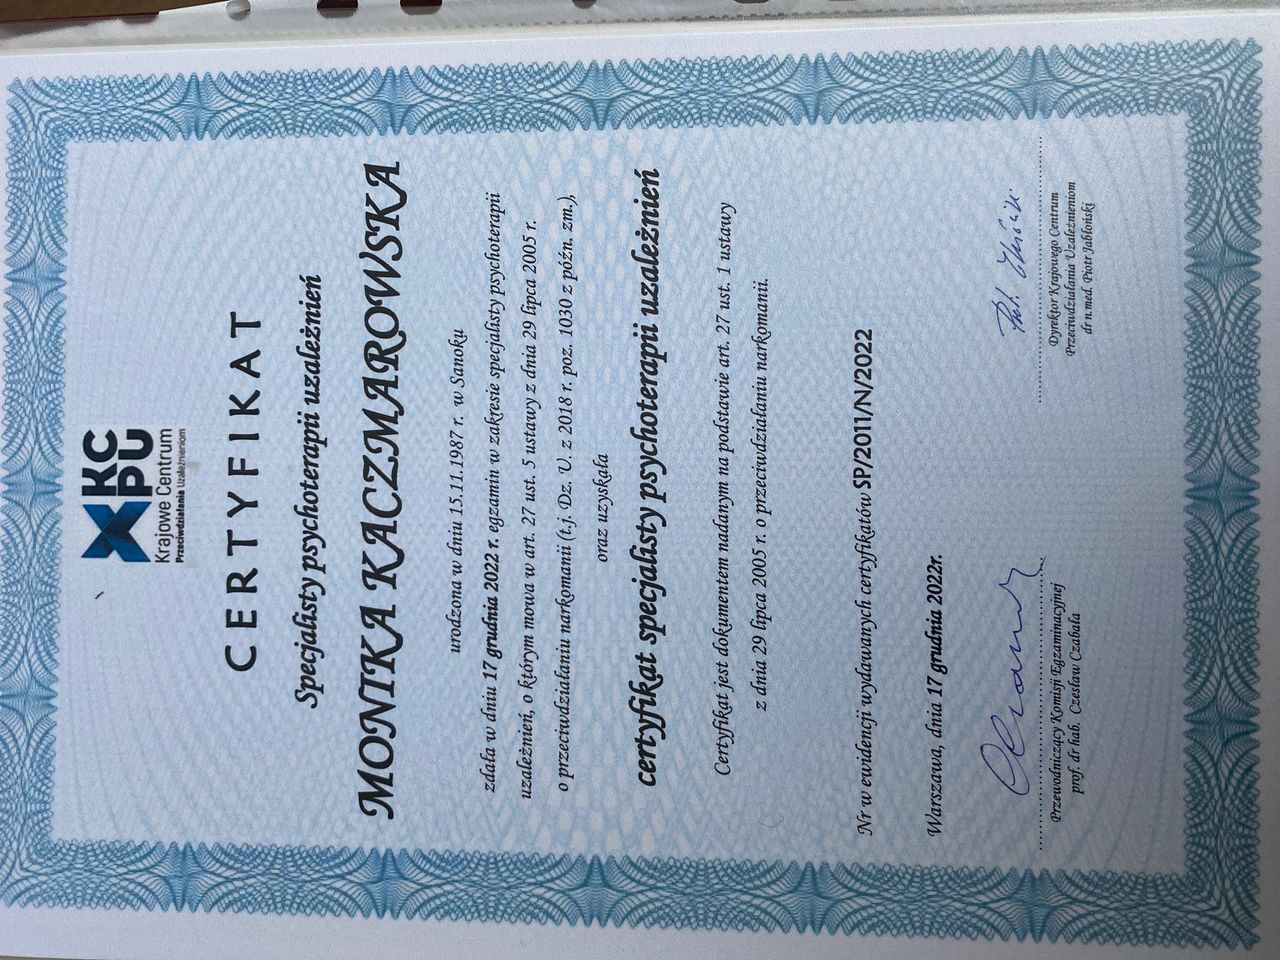 KC
PU
Krajowe Centrum
Przeciwdziałania Uzależnieniom
CERTYFIKAT
Specjalisty psychoterapii uzależnień
MONIKA KACZMAROWSKA
urodzona w dniu 15.11.1987 r. w Sanoku
zdała w dniu 17 grudnia 2022 r. egzamin w zakresie specjalisty psychoterapii
uzależnień, o którym mowa w art. 27 ust. 5 ustawy z dnia 29 lipca 2005 r.
o przeciwdziałaniu narkomanii (t.j. Dz. U. z 2018 r. poz. 1030 z późn. zm.),
oraz uzyskała
certyfikat specjalisty psychoterapii uzależnień
Certyfikat jest dokumentem nadanym na podstawie art. 27 ust. 1 ustawy
z dnia 29 lipca 2005 r. o przeciwdziałaniu narkomanii.
Nr w ewidencji wydawanych certyfikatów SP/2011/N/2022
Warszawa, dnia 17 grudnia 2022r.
Przewodniczący Komisji Egzaminacyjnej
prof. dr hab. Czesław Czabała
Dyrektor Krajowego Centrum
Przeciwdziałania Uzależnieniom
dr n. med. Piotr Jabłoński